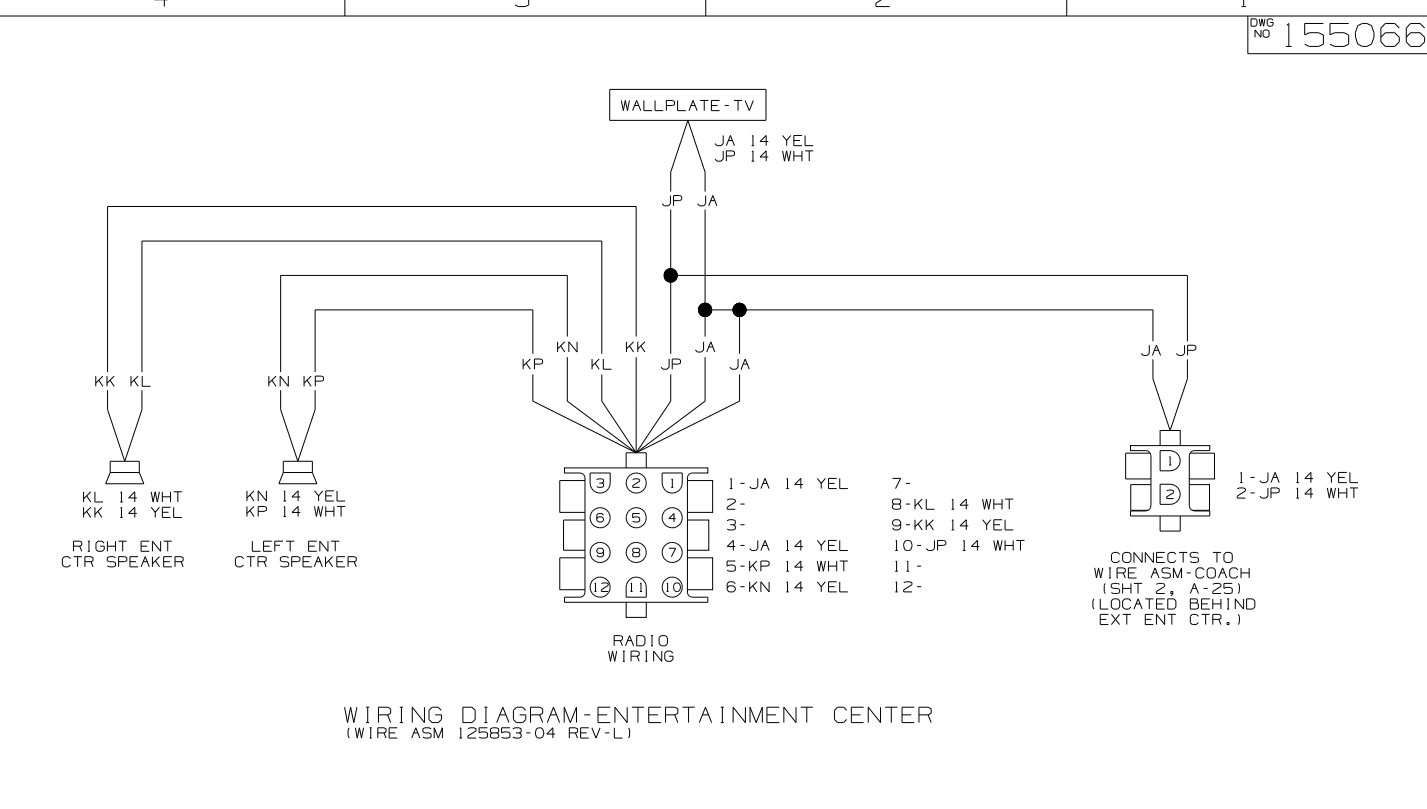 DWG
NO 155066
WALLPLATE-TV
JA 14 YEL
JP 14 WHT
JP JA
KK KL
KN KP
KP KN KL KK JP JA JA
JA JP
KL 14 WHT
KK 14 YEL
RIGHT ENT
CTR SPEAKER
KN 14 YEL
KP 14 WHT
LEFT ENT
CTR SPEAKER
3 2 1
6 5 4
9 8 7
12 11 10
1-JA 14 YEL
2-
3-
4-JA 14 YEL
5-KP 14 WHT
6-KN 14 YEL
7-
8-KL 14 WHT
9-KK 14 YEL
10-JP 14 WHT
11-
12-
RADIO
WIRING
1
2
1-JA 14 YEL
2-JP 14 WHT
CONNECTS TO
WIRE ASM-COACH
(SHT 2, A-25)
(LOCATED BEHIND
EXT ENT CTR.)
WIRING DIAGRAM-ENTERTAINMENT CENTER
(WIRE ASM 125853-04 REV-L)